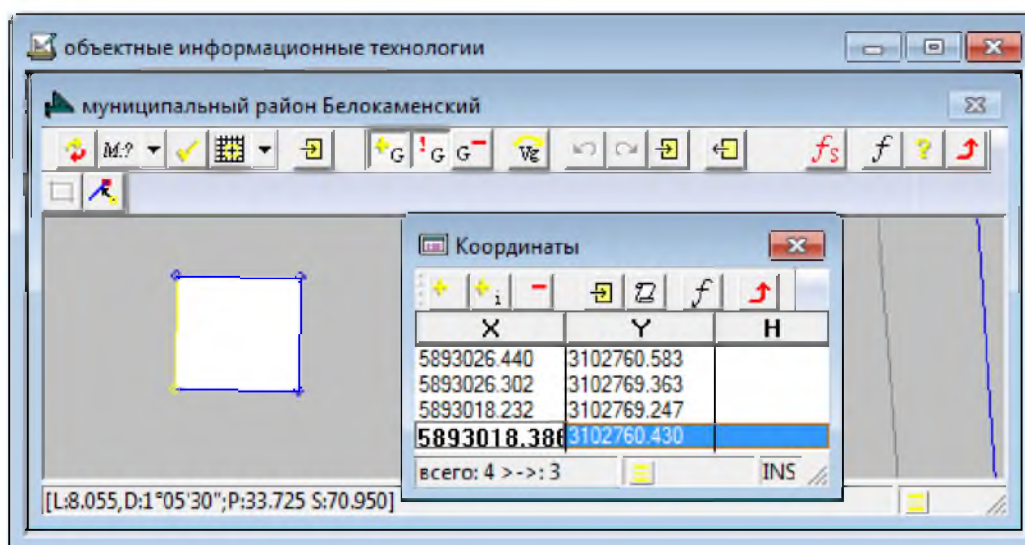 объектные информационные технологии
муниципальный район Белокаменский
M:? G !G G Vg fs f ?
Координаты
i f
X Y H
5893026.440 3102760.583
5893026.302 3102769.363
5893018.232 3102769.247
5893018.386 3102760.430
всего: 4 >->: 3 INS
[L:8.055,D:1°05'30";P:33.725 S:70.950]